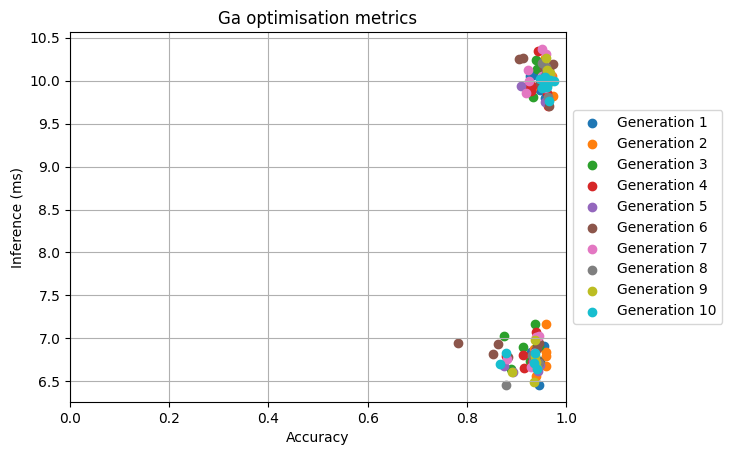 Ga optimisation metrics
Inference (ms)
10.5
10.0
9.5
9.0
8.5
8.0
7.5
7.0
6.5
0.0 0.2 0.4 0.6 0.8 1.0
Accuracy
Generation 1
Generation 2
Generation 3
Generation 4
Generation 5
Generation 6
Generation 7
Generation 8
Generation 9
Generation 10